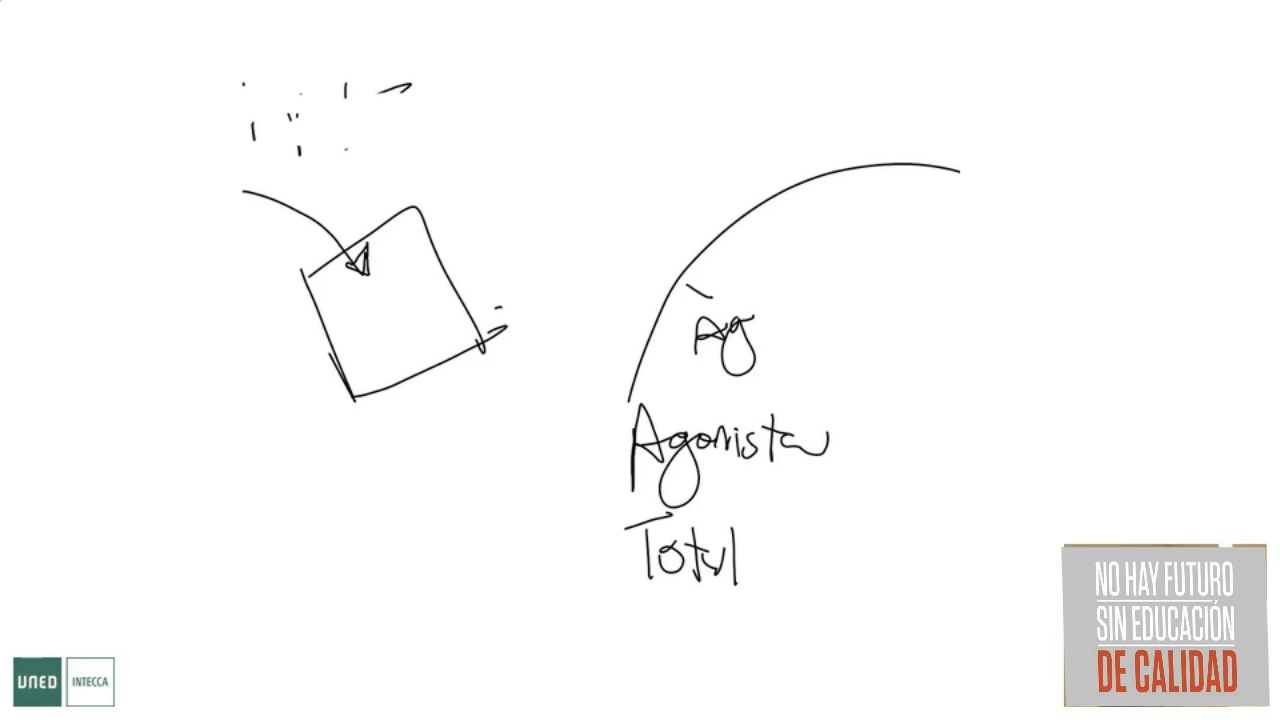 Ag
Agonista
Total
NO HAY FUTURO
SIN EDUCACIÓN
DE CALIDAD
UNED
INTECCA